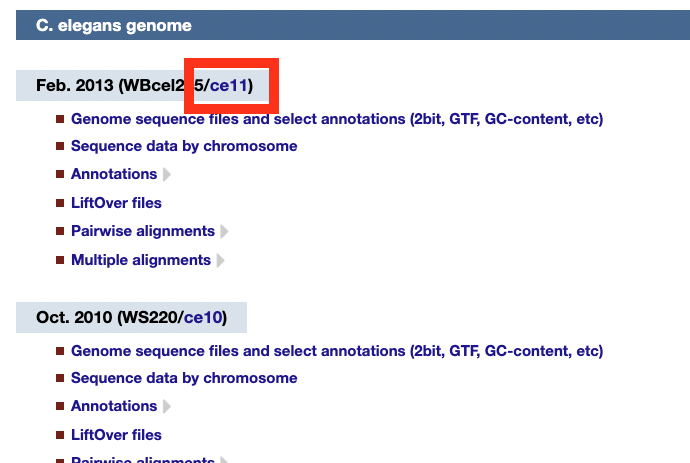 C. elegans genome
Feb. 2013 (WBcel2 5/ce11)
Genome sequence files and select annotations (2bit, GTF, GC-content, etc)
Sequence data by chromosome
Annotations
LiftOver files
Pairwise alignments
Multiple alignments
Oct. 2010 (WS220/ce10)
Genome sequence files and select annotations (2bit, GTF, GC-content, etc)
Sequence data by chromosome
Annotations
LiftOver files
Pairwise alignments